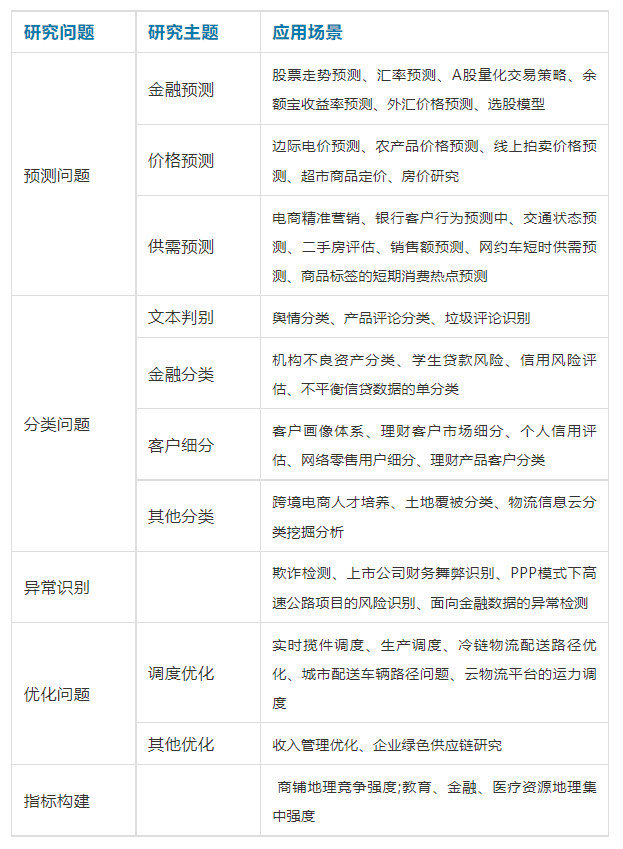 研究问题 研究主题 应用场景
预测问题
金融预测
股票走势预测、汇率预测、A股量化交易策略、余
额宝收益率预测、外汇价格预测、选股模型
价格预测
边际电价预测、农产品价格预测、线上拍卖价格预
测、超市商品定价、房价研究
供需预测
电商精准营销、银行客户行为预测中、交通状态预
测、二手房评估、销售额预测、网约车短时供需预
测、商品标签的短期消费热点预测
分类问题
文本判别
舆情分类、产品评论分类、垃圾评论识别
金融分类
机构不良资产分类、学生贷款风险、信用风险评
估、不平衡信贷数据的单分类
客户细分
客户画像体系、理财客户市场细分、个人信用评
估、网络零售用户细分、理财产品客户分类
其他分类
跨境电商人才培养、土地覆被分类、物流信息云分
类挖掘分析
异常识别
欺诈检测、上市公司财务舞弊识别、PPP模式下高
速公路项目的风险识别、面向金融数据的异常检测
优化问题
调度优化
实时揽件调度、生产调度、冷链物流配送路径优
化、城市配送车辆路径问题、云物流平台的运力调
度
其他优化
收入管理优化、企业绿色供应链研究
指标构建
商铺地理竞争强度;教育、金融、医疗资源地理集
中强度